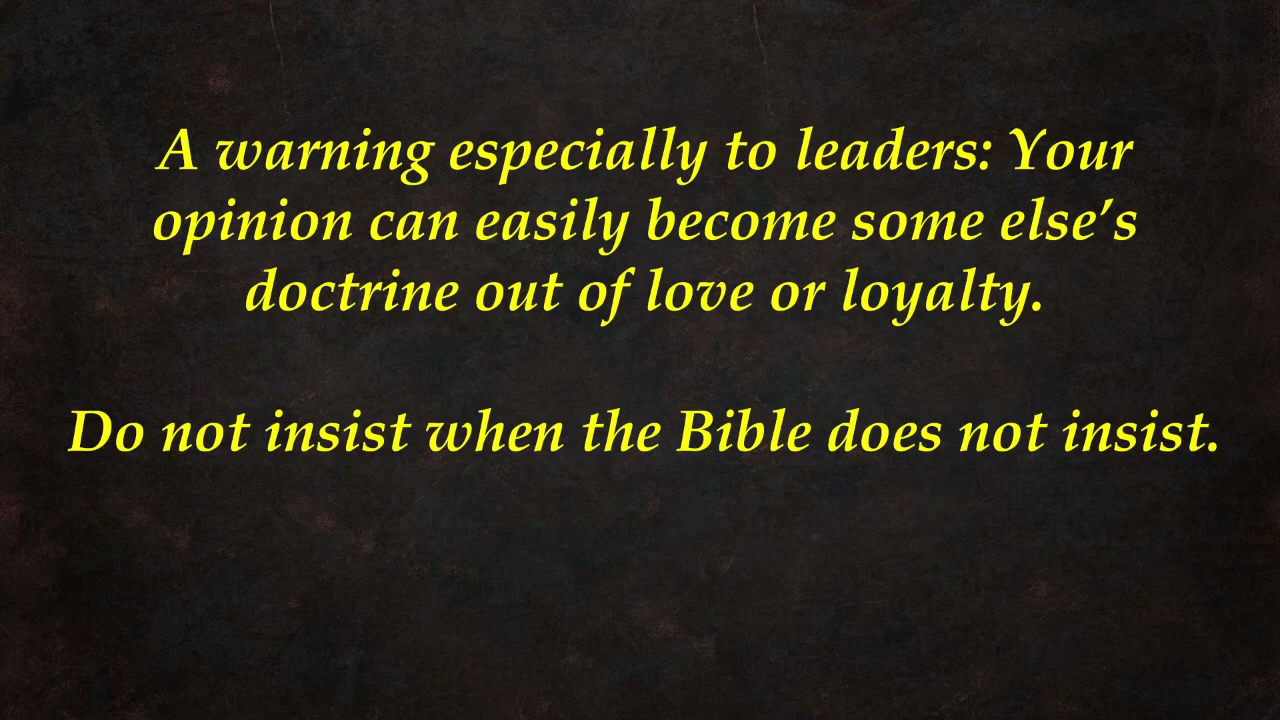 A warning especially to leaders: Your
opinion can easily become some else’s
doctrine out of love or loyalty.
Do not insist when the Bible does not insist.